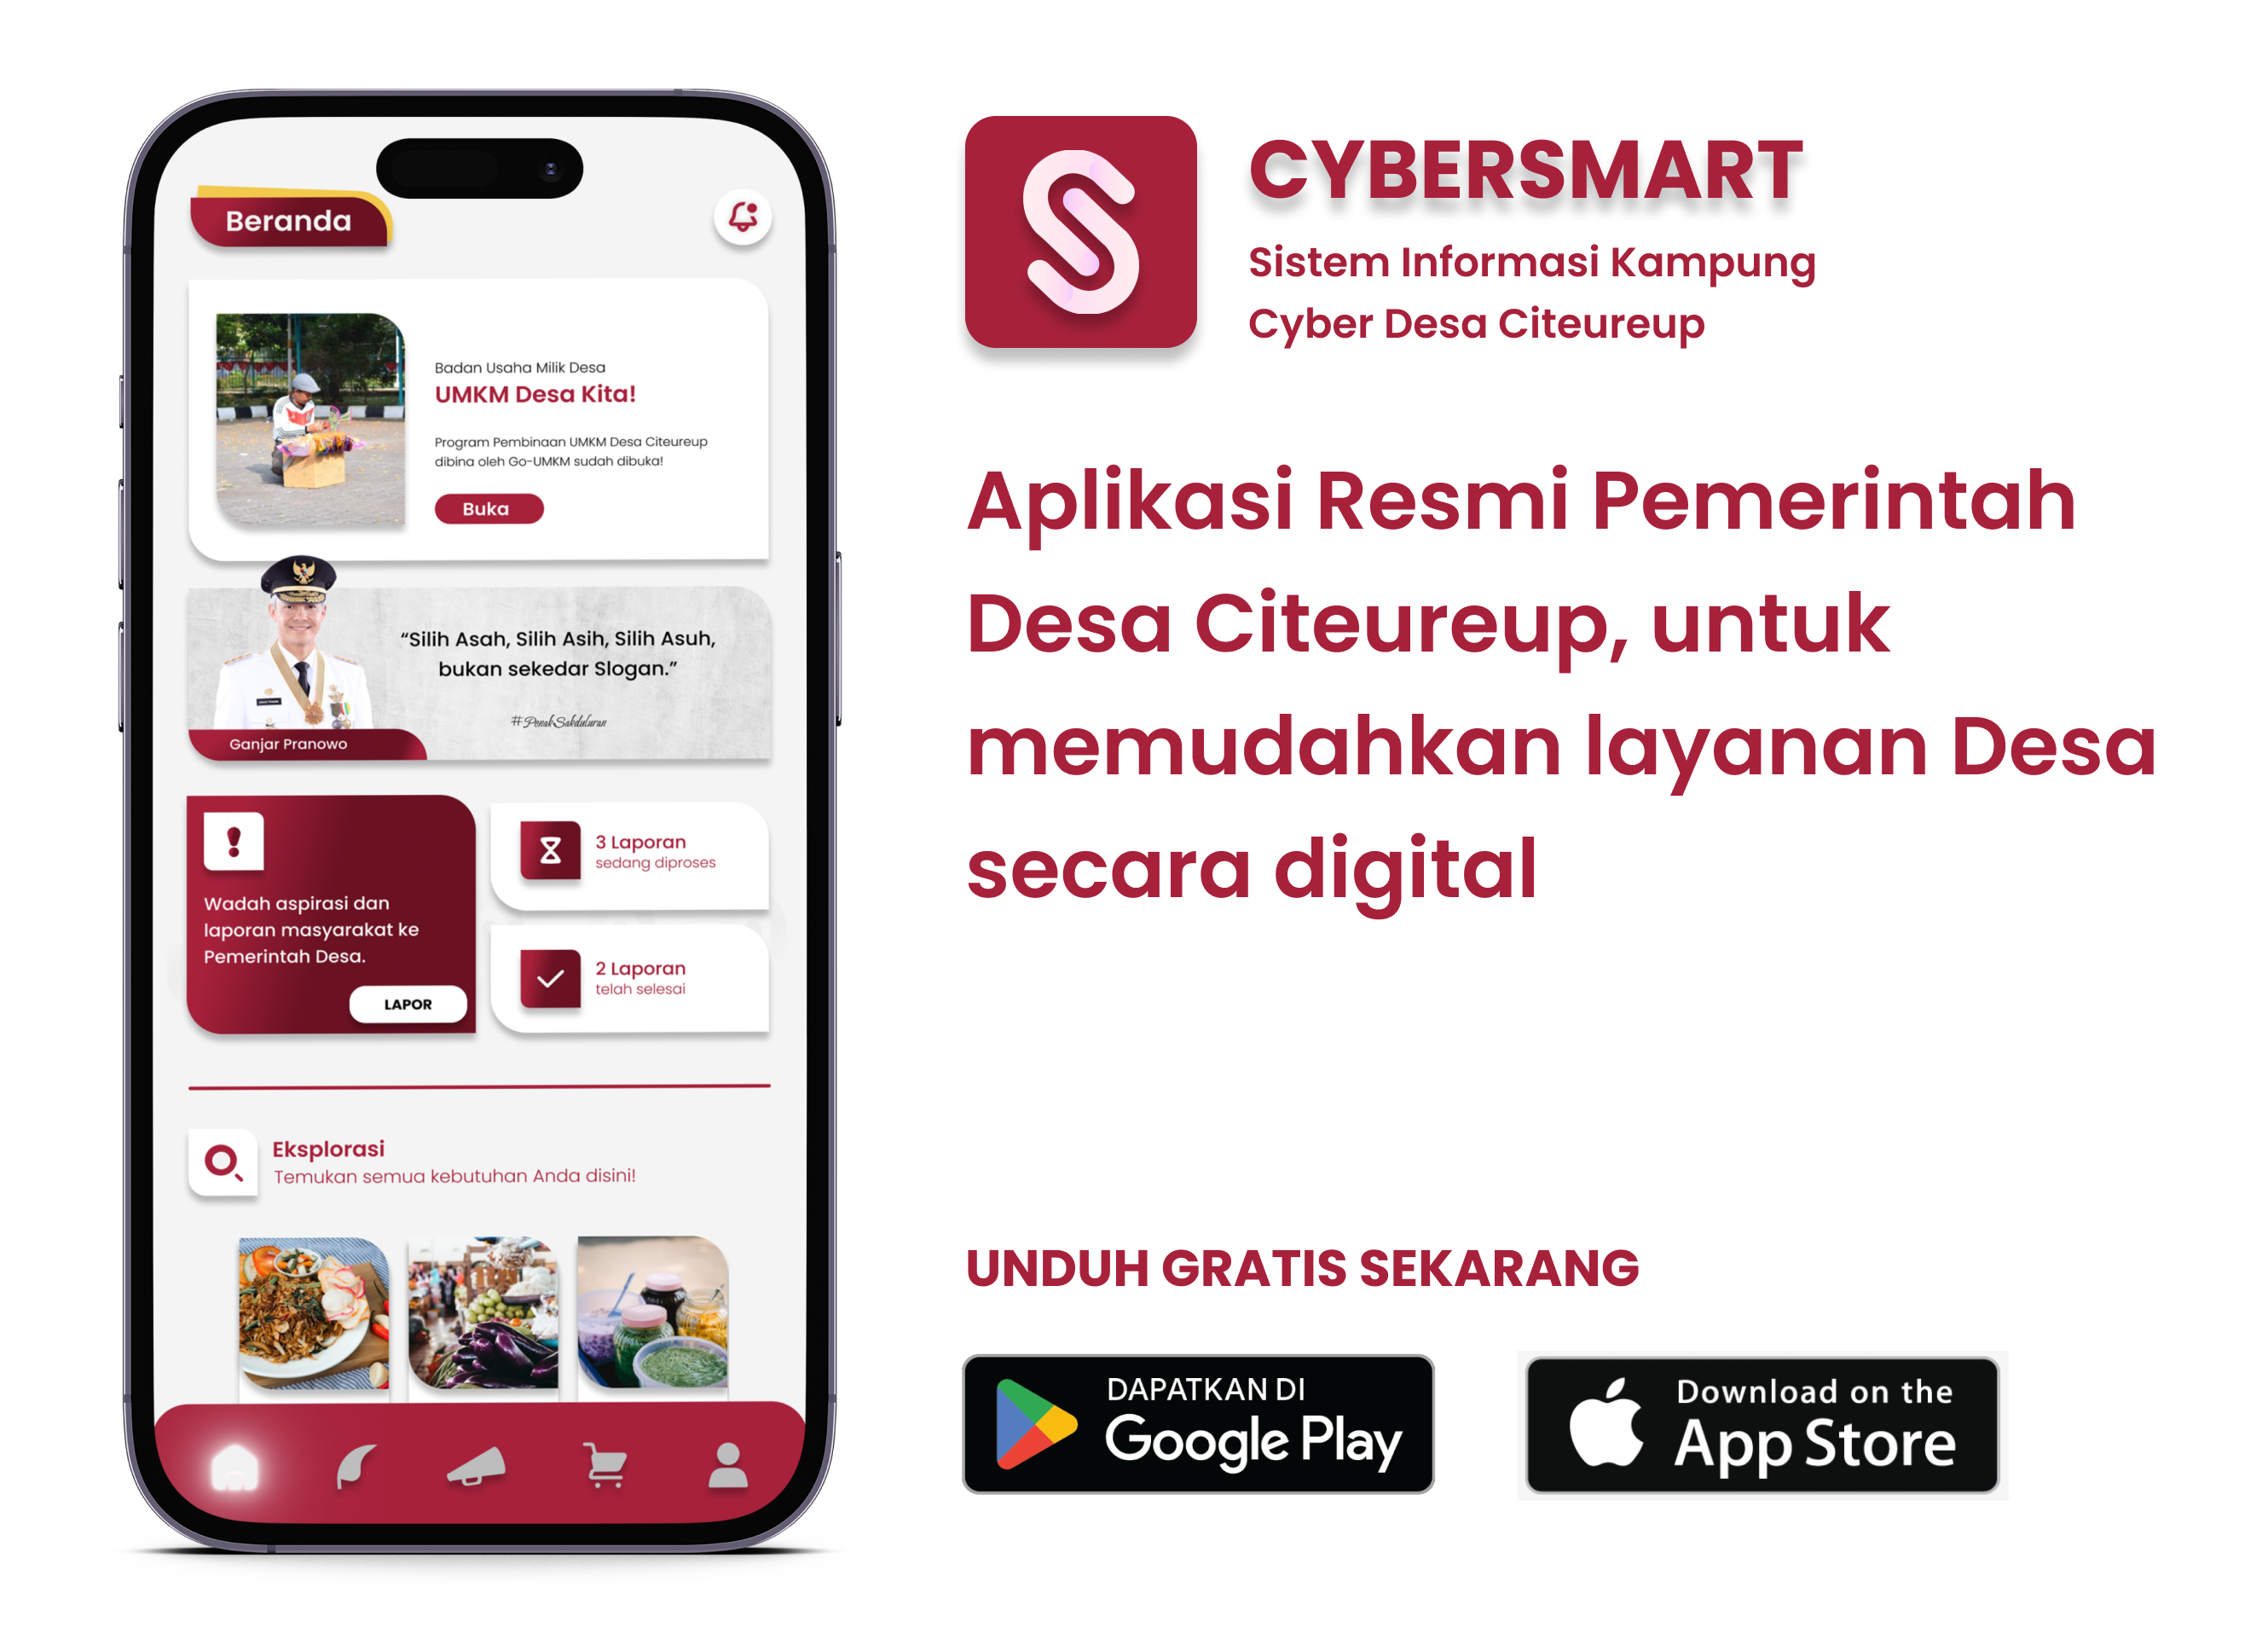 Beranda
Badan Usaha Milik Desa
UMKM Desa Kita!
Program Pembinaan UMKM Desa Citeureup
dibina oleh Go-UMKM sudah dibuka!
Buka
“Silih Asah, Silih Asih, Silih Asuh,
bukan sekedar Slogan.”
#PenakSakduluran
Ganjar Pranowo
Wadah aspirasi dan
laporan masyarakat ke
Pemerintah Desa.
LAPOR
3 Laporan
sedang diproses
2 Laporan
telah selesai
Eksplorasi
Temukan semua kebutuhan Anda disini!
CYBERSMART
Sistem Informasi Kampung
Cyber Desa Citeureup
Aplikasi Resmi Pemerintah
Desa Citeureup, untuk
memudahkan layanan Desa
secara digital
UNDUH GRATIS SEKARANG
DAPATKAN DI
Google Play
Download on the
App Store